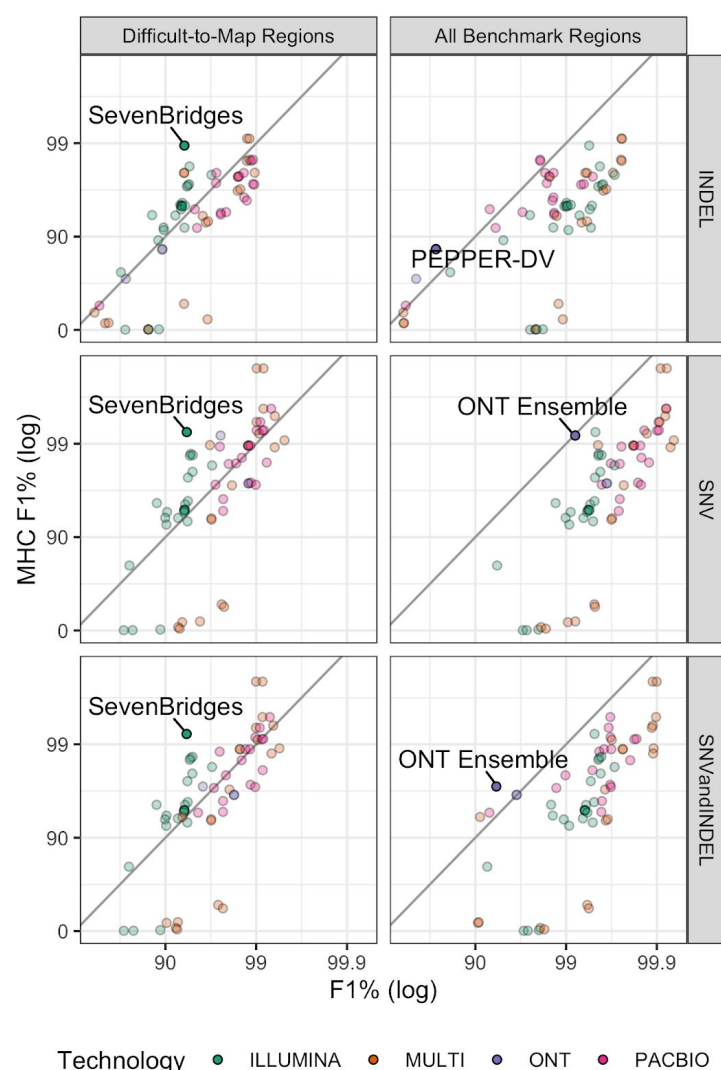 Difficult-to-Map Regions
All Benchmark Regions
SevenBridges
99
90
0
PEPPER-DV
INDEL
SevenBridges
ONT Ensemble
99
90
0
SNV
MHC F1% (log)
SevenBridges
ONT Ensemble
99
90
0
SNVandINDEL
90
99
99.9
90
99
99.9
F1% (log)
Technology ILLUMINA MULTI ONT PACBIO